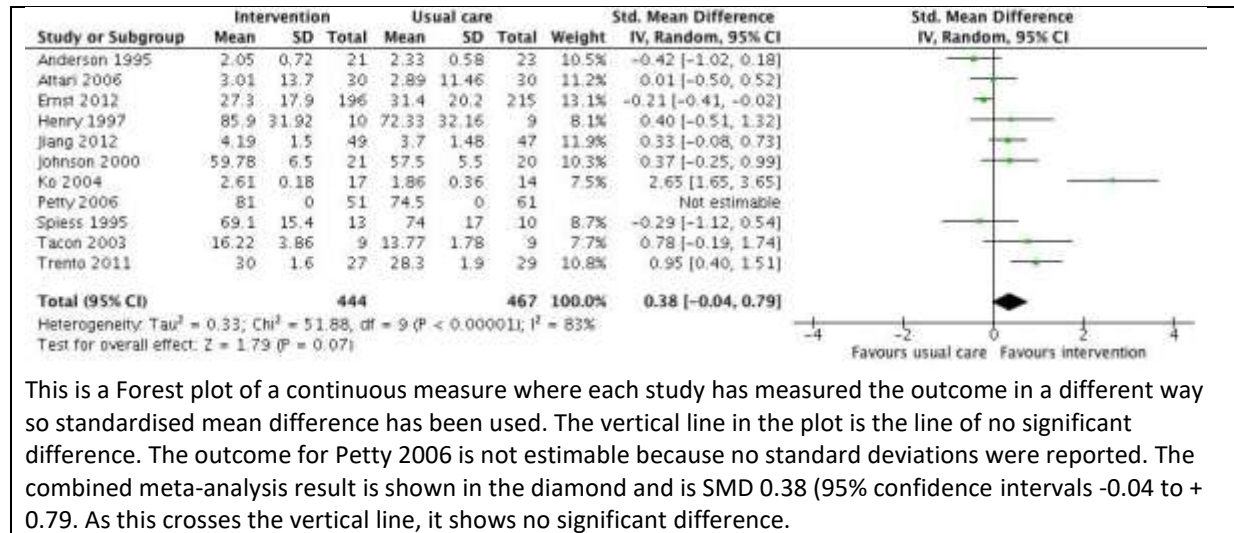 Intervention Usual care Std. Mean Difference Std. Mean Difference
Study or Subgroup Mean SD Total Mean SD Total Weight IV, Random, 95% CI IV, Random, 95% CI
Anderson 1995 2.05 0.72 21 2.33 0.58 23 10.5% -0.42 [-1.02, 0.18]
Attari 2006 3.01 13.7 30 2.89 11.46 30 11.2% 0.01 [-0.50, 0.52]
Ernst 2012 27.3 17.9 196 31.4 20.2 215 13.1% -0.21 [-0.41, -0.02]
Henry 1997 85.9 31.92 10 72.33 32.16 9 8.1% 0.40 [-0.51, 1.32]
Jiang 2012 4.19 1.5 49 3.7 1.48 47 11.9% 0.33 [-0.08, 0.73]
Johnson 2000 59.78 6.5 21 57.5 5.5 20 10.3% 0.37 [-0.25, 0.99]
Ko 2004 2.61 0.18 17 1.86 0.36 14 7.5% 2.65 [1.65, 3.65]
Petty 2006 81 0 51 74.5 0 61 Not estimable
Spiess 1995 69.1 15.4 13 74 17 10 8.7% -0.29 [-1.12, 0.54]
Tacon 2003 16.22 3.86 9 13.77 1.78 9 7.7% 0.78 [-0.19, 1.74]
Trento 2011 30 1.6 27 28.3 1.9 29 10.8% 0.95 [0.40, 1.51]
Total (95% CI) 444 467 100.0% 0.38 [-0.04, 0.79]
Heterogeneity: Tau² = 0.33; Chi² = 51.88, df = 9 (P < 0.00001); I² = 83%
Test for overall effect: Z = 1.79 (P = 0.07)
-4 -2 0 2 4
Favours usual care Favours intervention
This is a Forest plot of a continuous measure where each study has measured the outcome in a different way
so standardised mean difference has been used. The vertical line in the plot is the line of no significant
difference. The outcome for Petty 2006 is not estimable because no standard deviations were reported. The
combined meta-analysis result is shown in the diamond and is SMD 0.38 (95% confidence intervals -0.04 to +
0.79. As this crosses the vertical line, it shows no significant difference.